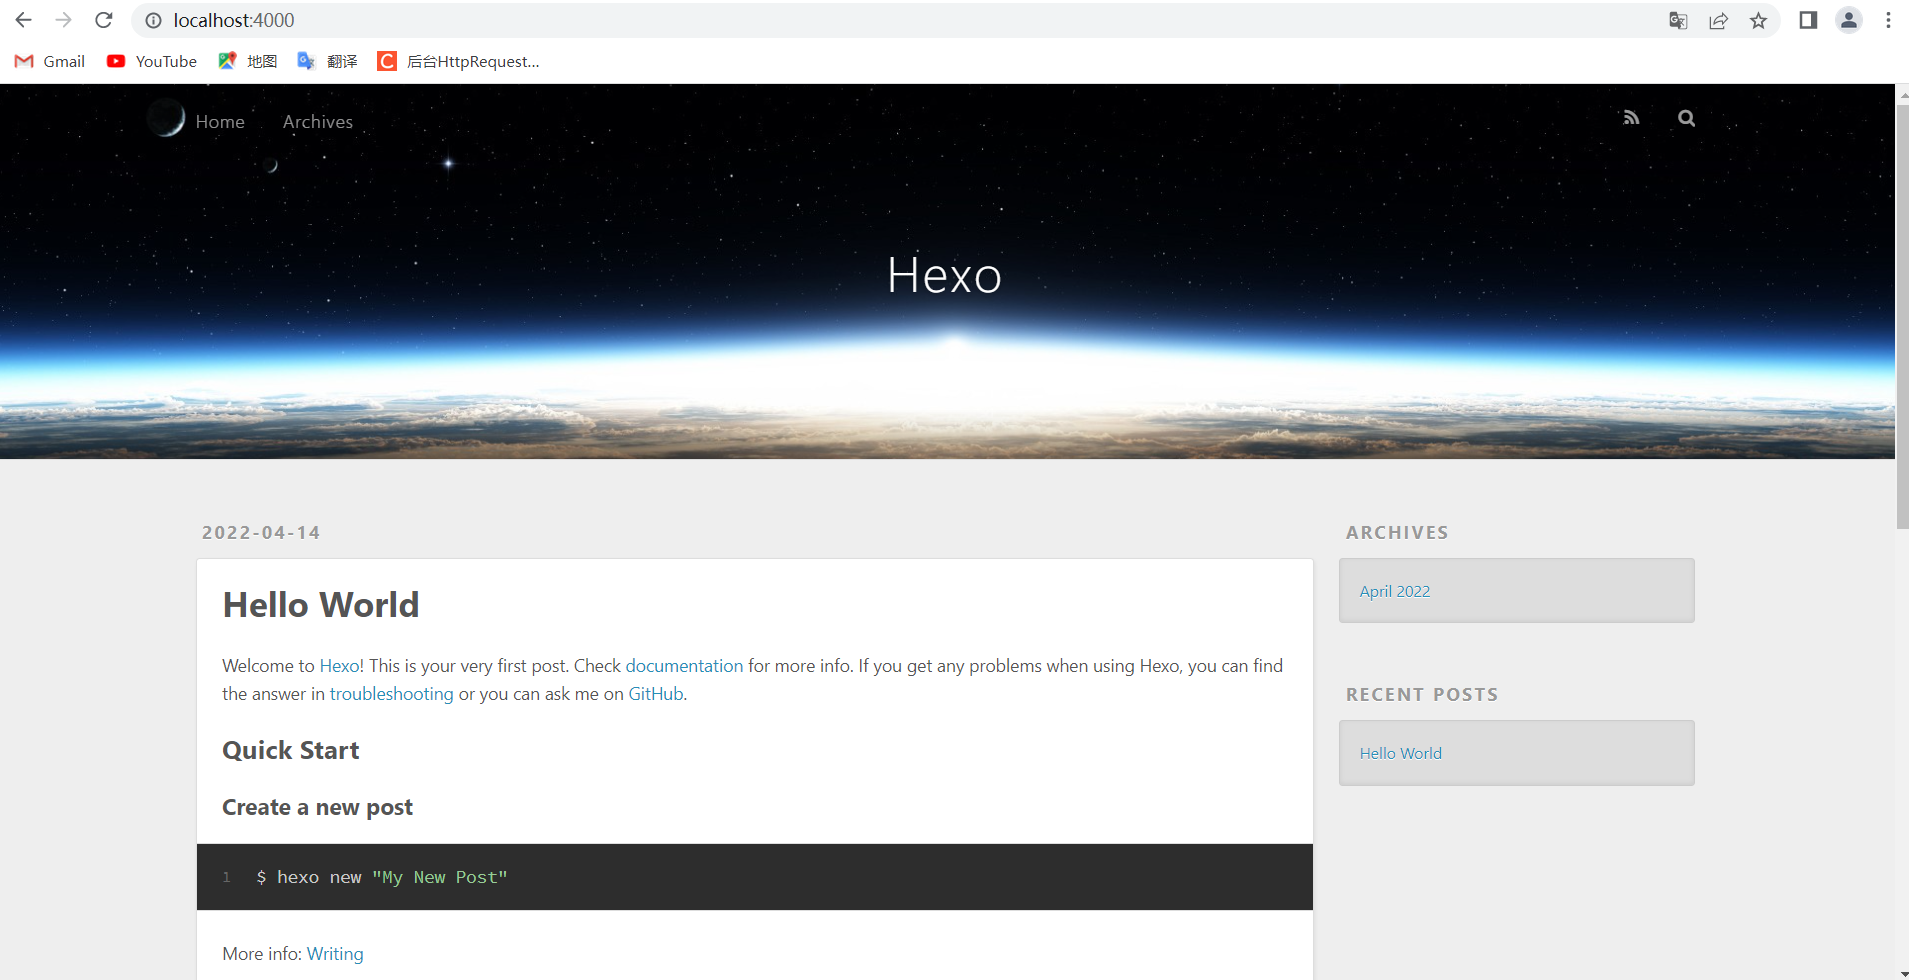 localhost:4000
Gmail YouTube 地图 翻译 后台HttpRequest...
Home Archives
Hexo
2022-04-14
Hello World
Welcome to Hexo! This is your very first post. Check documentation for more info. If you get any problems when using Hexo, you can find
the answer in troubleshooting or you can ask me on GitHub.
Quick Start
Create a new post
1 $ hexo new "My New Post"
More info: Writing
ARCHIVES
April 2022
RECENT POSTS
Hello World